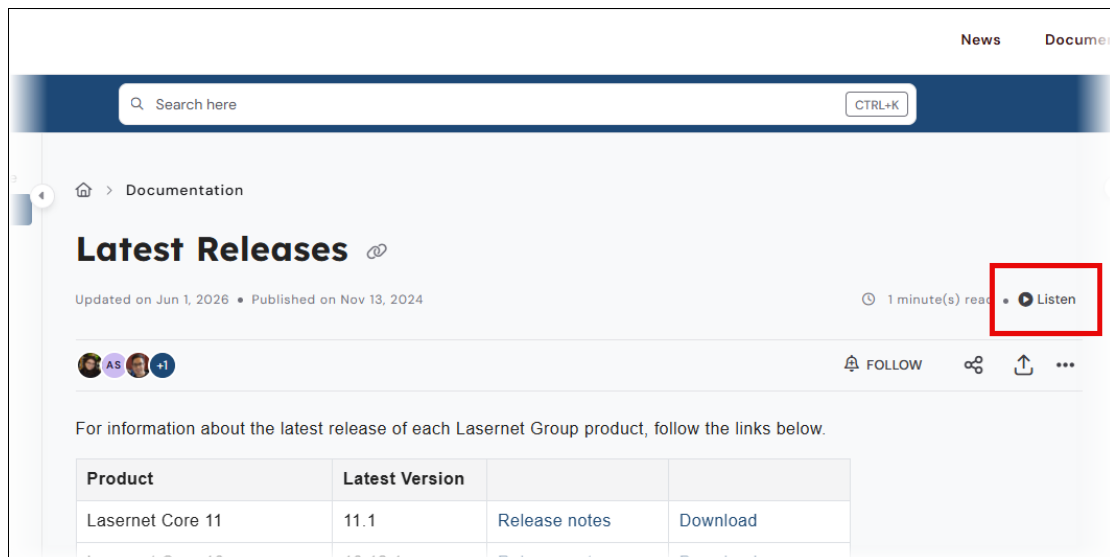 News Docume
Search here CTRL+K
Documentation
Latest Releases
Updated on Jun 1, 2026 • Published on Nov 13, 2024 1 minute(s) read • Listen
AS +1 FOLLOW
For information about the latest release of each Lasernet Group product, follow the links below.
Product Latest Version
Lasernet Core 11 11.1 Release notes Download